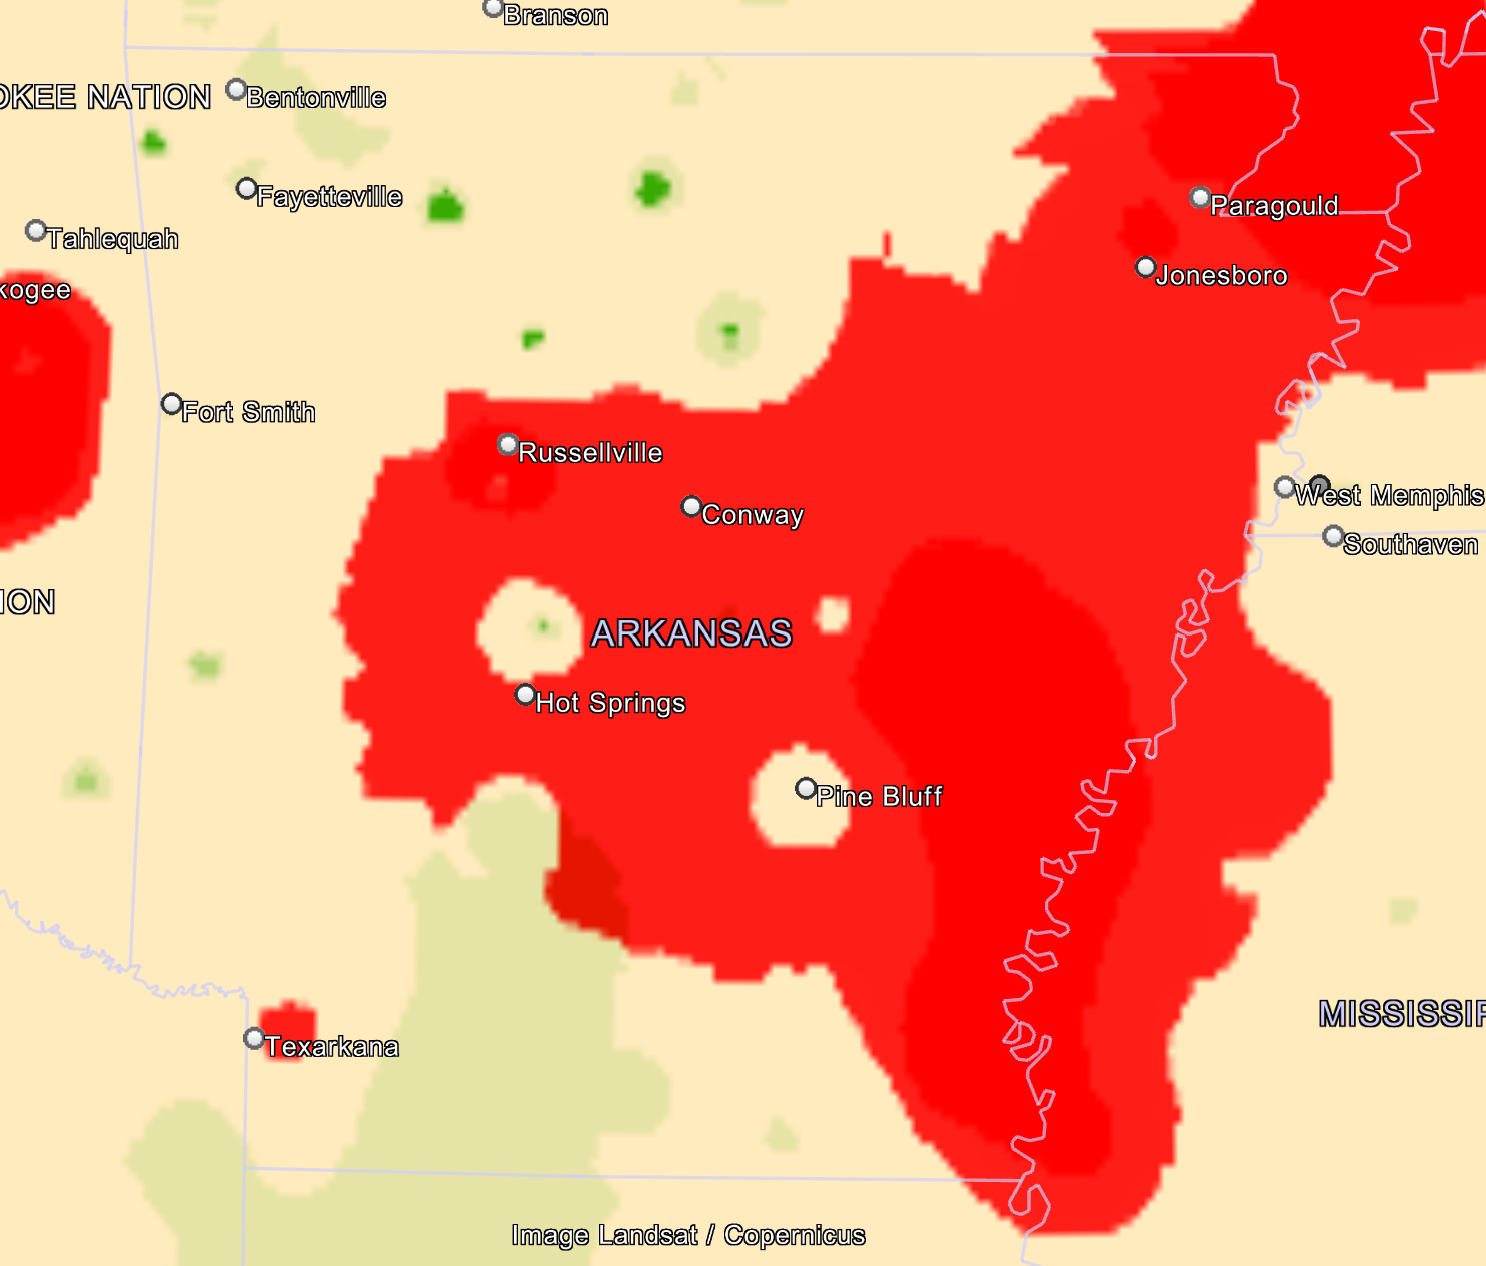 Branson
OKEE NATION
Bentonville
Fayetteville
Paragould
Tahlequah
Jonesboro
kogee
Fort Smith
Russellville
West Memphis
Conway
Southaven
ION
ARKANSAS
Hot Springs
Pine Bluff
MISSISSIP
Texarkana
Image Landsat / Copernicus